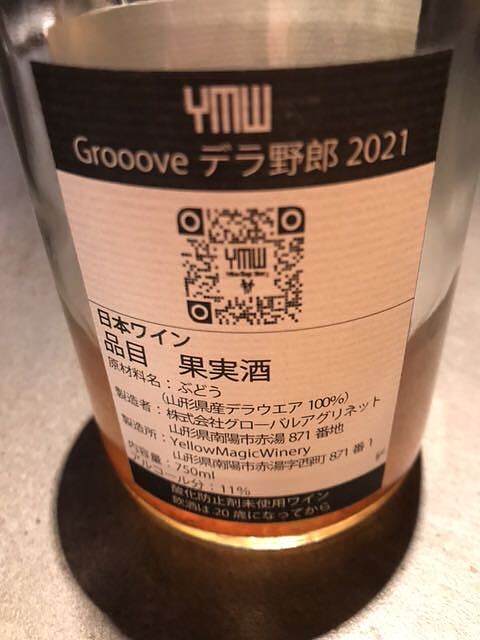 YMW
Grooove デラ野郎 2021
YMW
日本ワイン
品目 果実酒
原材料名：ぶどう
（山形県産デラウエア 100%）
製造者：株式会社グローバルアグリネット
山形県南陽市赤湯 871 番地
製造所：YellowMagicWinery
山形県南陽市赤湯字西町 871 番 1
内容量：750ml
アルコール分：11%
酸化防止剤未使用ワイン
飲酒は 20 歳になってから